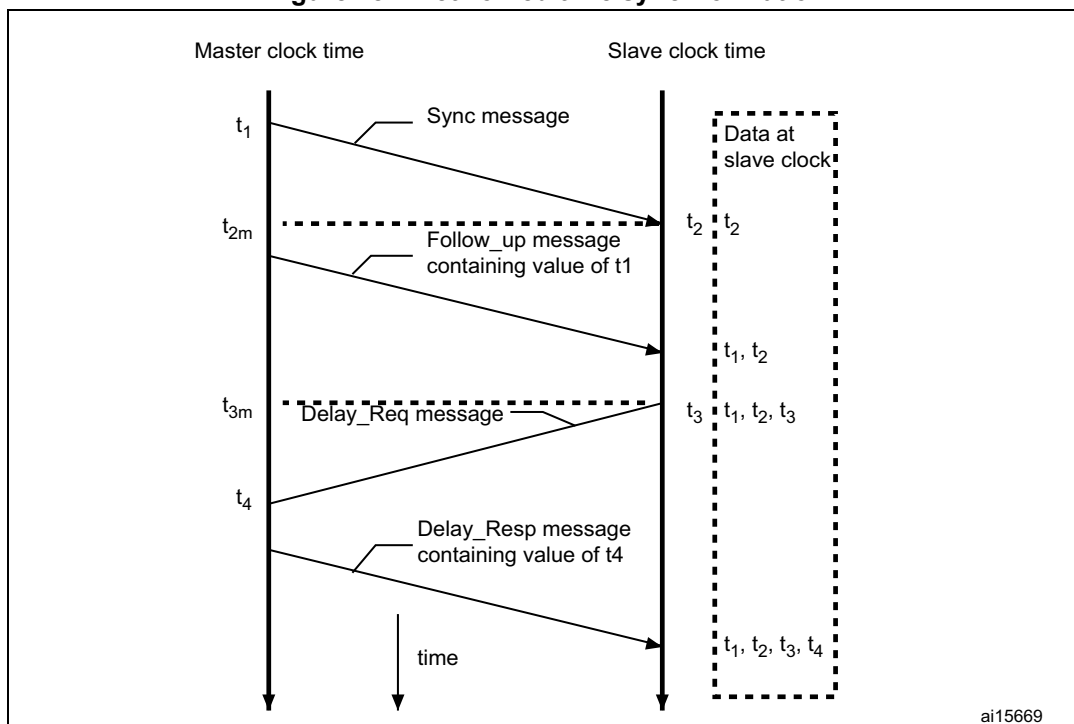 Master clock time
Slave clock time
t1
Sync message
Data at
slave clock
t2m
t2
t2
Follow_up message
containing value of t1
t1, t2
t3m
Delay_Req message
t3
t1, t2, t3
t4
Delay_Resp message
containing value of t4
t1, t2, t3, t4
time
ai15669